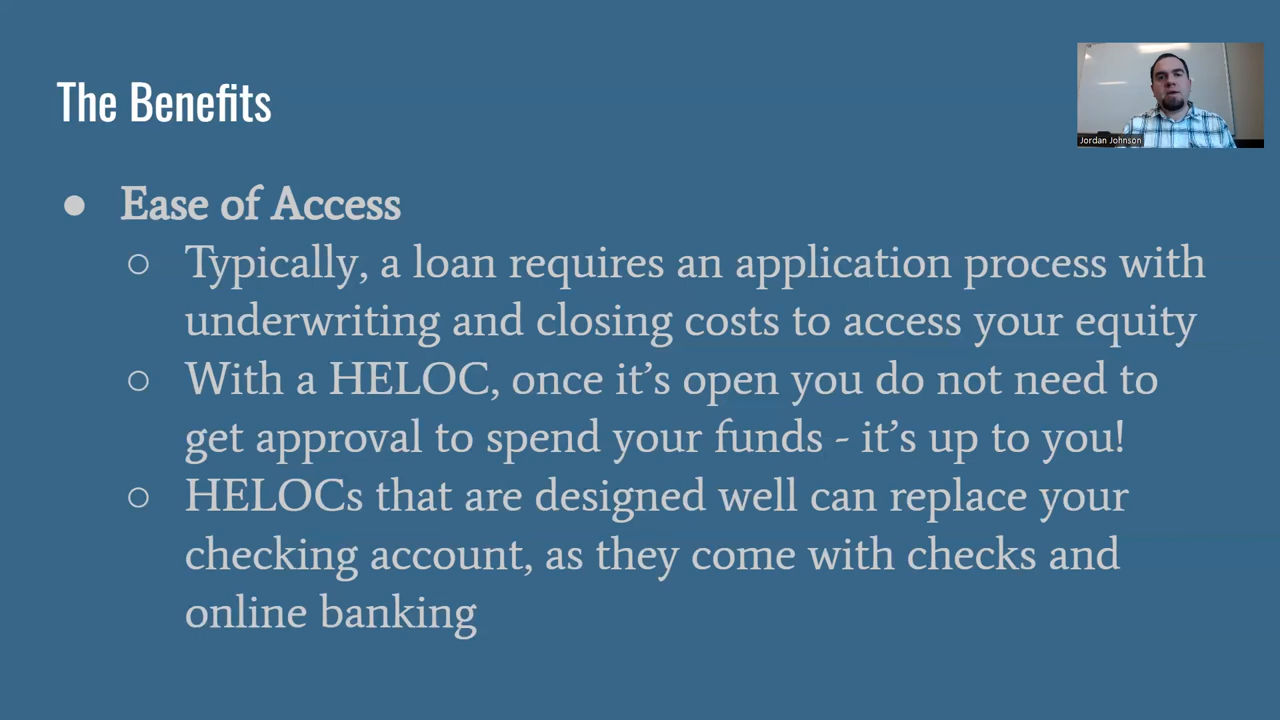 The Benefits
Jordan Johnson
● Ease of Access
○ Typically, a loan requires an application process with
underwriting and closing costs to access your equity
○ With a HELOC, once it’s open you do not need to
get approval to spend your funds - it’s up to you!
○ HELOCs that are designed well can replace your
checking account, as they come with checks and
online banking